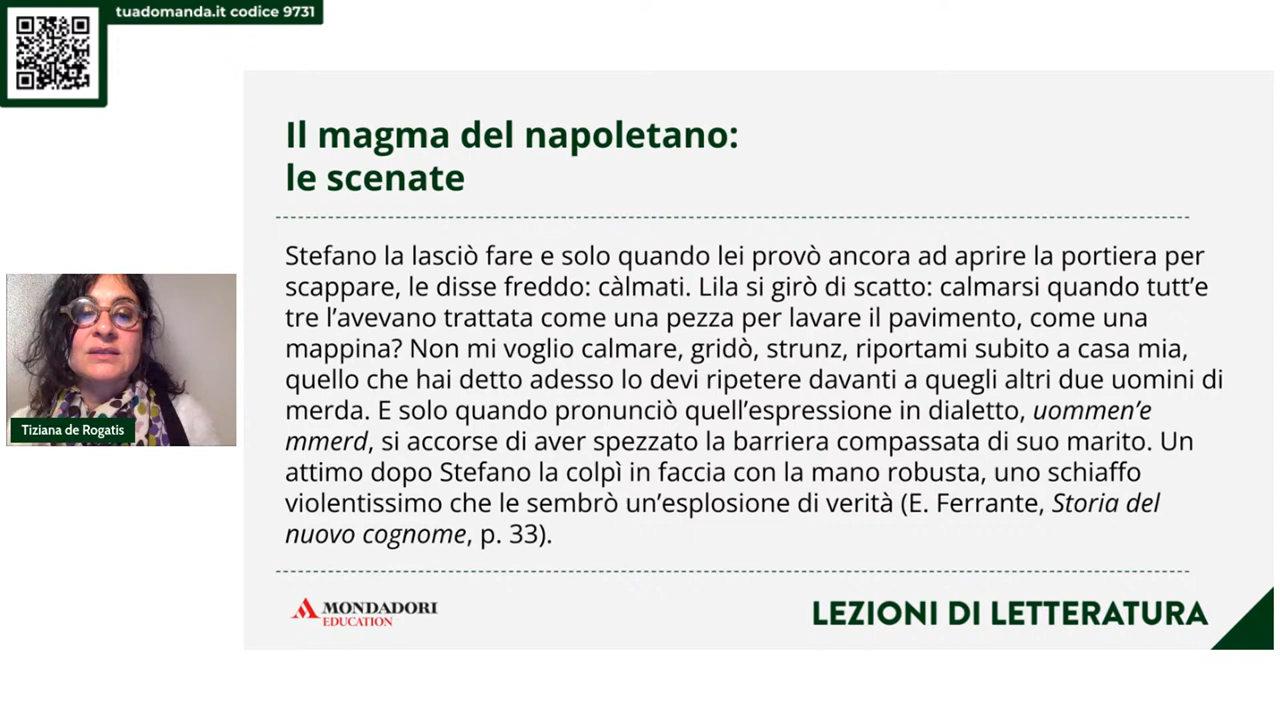 tuadomanda.it codice 9731
Il magma del napoletano:
le scenate
Stefano la lasciò fare e solo quando lei provò ancora ad aprire la portiera per
scappare, le disse freddo: càlmati. Lila si girò di scatto: calmarsi quando tutt’e
tre l’avevano trattata come una pezza per lavare il pavimento, come una
mappina? Non mi voglio calmare, gridò, strunz, riportami subito a casa mia,
quello che hai detto adesso lo devi ripetere davanti a quegli altri due uomini di
merda. E solo quando pronunciò quell’espressione in dialetto, uommen’e
mmerd, si accorse di aver spezzato la barriera compassata di suo marito. Un
attimo dopo Stefano la colpì in faccia con la mano robusta, uno schiaffo
violentissimo che le sembrò un’esplosione di verità (E. Ferrante, Storia del
nuovo cognome, p. 33).
Tiziana de Rogatis
MONDADORI
EDUCATION
LEZIONI DI LETTERATURA